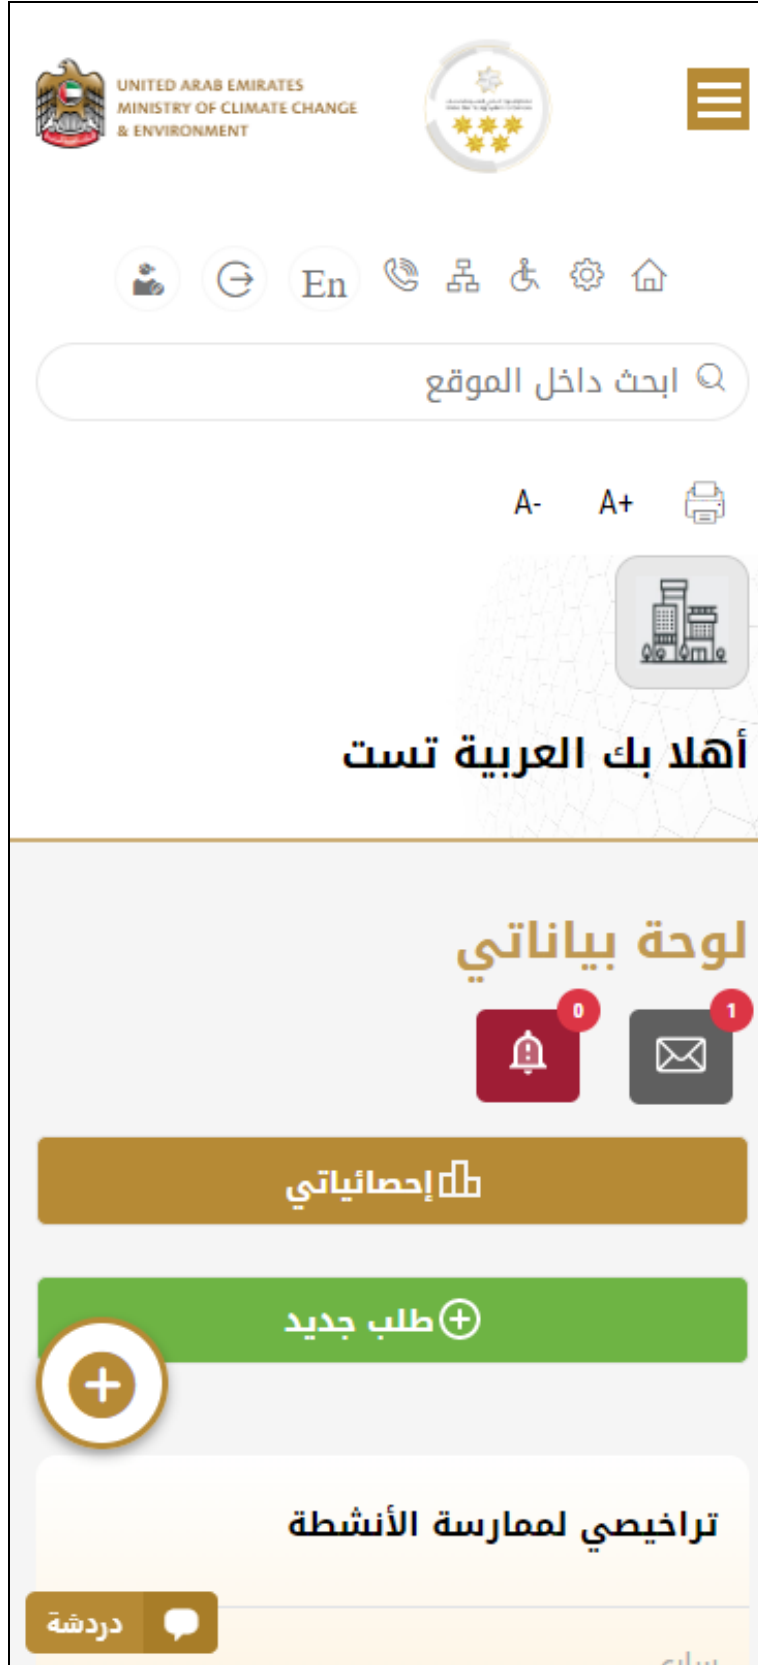 UNITED ARAB EMIRATES
MINISTRY OF CLIMATE CHANGE
& ENVIRONMENT
En
ابحث داخل الموقع
A+ A-
أهلا بك العربية تست
لوحة بياناتي
1 0
إحصائياتي
طلب جديد
تراخيصي لممارسة الأنشطة
دردشة